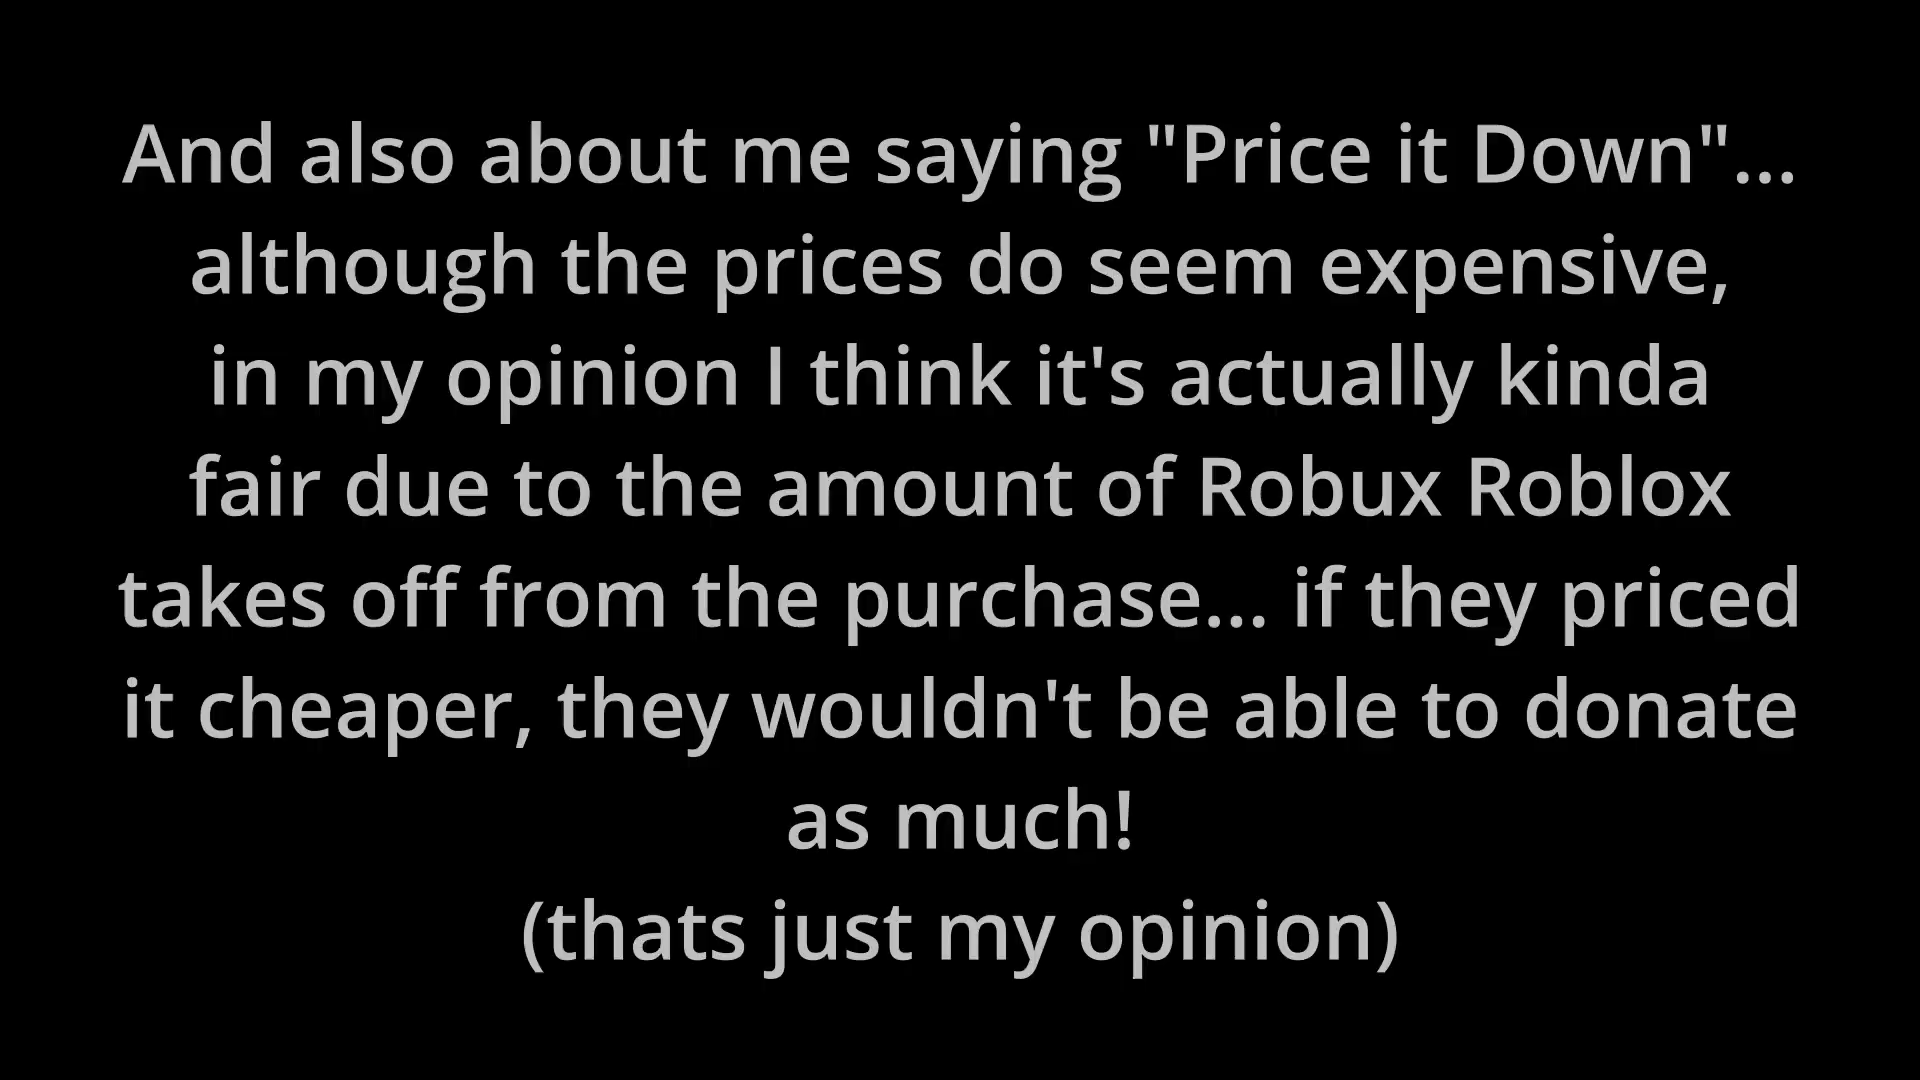 And also about me saying "Price it Down"...
although the prices do seem expensive,
in my opinion I think it's actually kinda
fair due to the amount of Robux Roblox
takes off from the purchase... if they priced
it cheaper, they wouldn't be able to donate
as much!
(thats just my opinion)